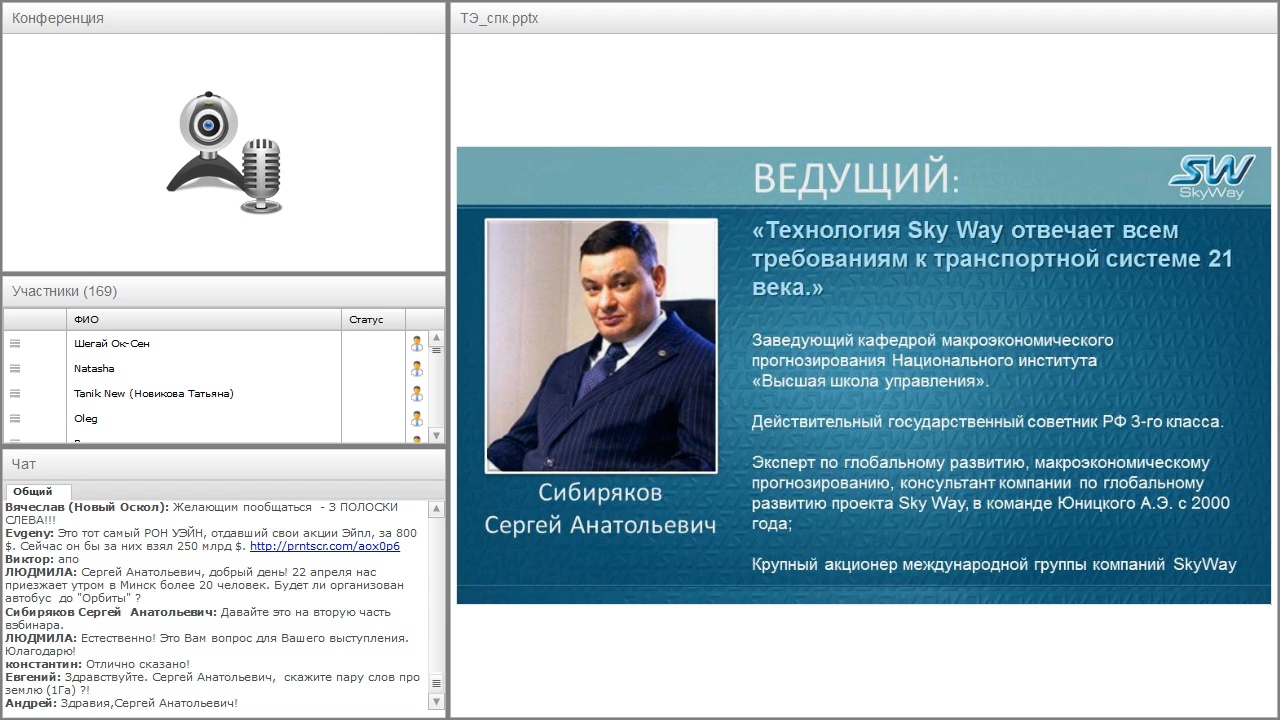 Конференция
Участники (169)
ФИО
Статус
Шегай Ок-Сен
Natasha
Tanik New (Новикова Татьяна)
Oleg
Чат
Общий
Вячеслав (Новый Оскол): Желающим пообщаться - 3 ПОЛОСКИ
СЛЕВА!!!
Evgeny: Это тот самый РОН УЭЙН, отдавший свои акции Эйпл, за 800
$. Сейчас он бы за них взял 250 млрд $. http://prntscr.com/aox0p6
Виктор: апо
ЛЮДМИЛА: Сергей Анатольевич, добрый день! 22 апреля нас
приезжает утром в Минск более 20 человек. Будет ли организован
автобус до "Орбиты" ?
Сибиряков Сергей Анатольевич: Давайте это на вторую часть
вэбинара.
ЛЮДМИЛА: Естественно! Это Вам вопрос для Вашего выступления.
Юлагодарю!
константин: Отлично сказано!
Евгений: Здравствуйте. Сергей Анатольевич, скажите пару слов про
землю (1Га) ?!
Андрей: Здравия,Сергей Анатольевич!
ТЭ_спк.pptx
ВЕДУЩИЙ:
SW
SkyWay
«Технология Sky Way отвечает всем
требованиям к транспортной системе 21
века.»
Заведующий кафедрой макроэкономического
прогнозирования Национального института
«Высшая школа управления».
Действительный государственный советник РФ 3-го класса.
Эксперт по глобальному развитию, макроэкономическому
прогнозированию, консультант компании по глобальному
развитию проекта Sky Way, в команде Юницкого А.Э. с 2000
года;
Крупный акционер международной группы компаний SkyWay
Сибиряков
Сергей Анатольевич